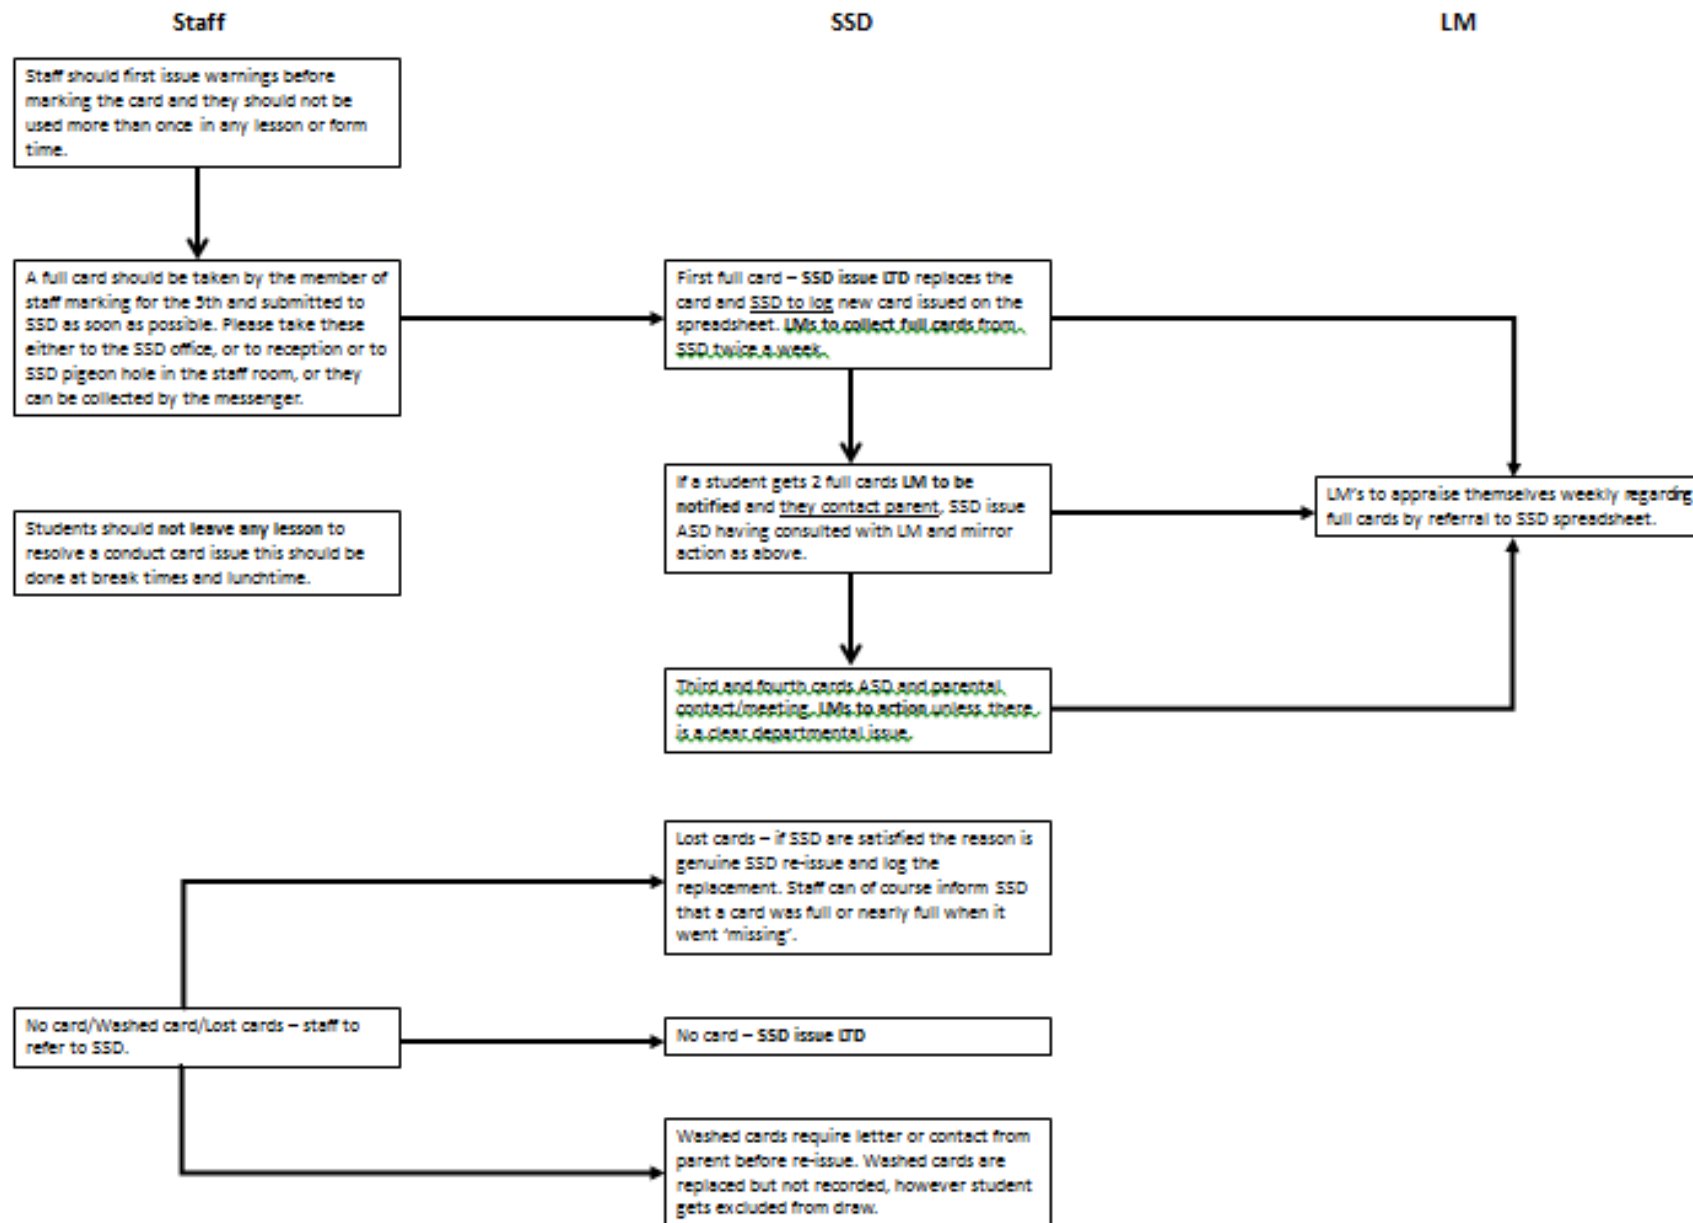 Staff
SSD
LM
Staff should first issue warnings before
marking the card and they should not be
used more than once in any lesson or form
time.
A full card should be taken by the member of
staff marking for the 5th and submitted to
SSD as soon as possible. Please take these
either to the SSD office, or to reception or to
SSD pigeon hole in the staff room, or they
can be collected by the messenger.
First full card – SSD issue LTD replaces the
card and SSD to log new card issued on the
spreadsheet. LMs to collect full cards from
SSD twice a week.
If a student gets 2 full cards LM to be
notified and they contact parent, SSD issue
ASD having consulted with LM and mirror
action as above.
LM's to appraise themselves weekly regarding
full cards by referral to SSD spreadsheet.
Students should not leave any lesson to
resolve a conduct card issue this should be
done at break times and lunchtime.
Third and fourth cards ASD and parental
contact/meeting. LMs to action unless there
is a clear departmental issue.
Lost cards – if SSD are satisfied the reason is
genuine SSD re-issue and log the
replacement. Staff can of course inform SSD
that a card was full or nearly full when it
went 'missing'.
No card/Washed card/Lost cards – staff to
refer to SSD.
No card – SSD issue LTD
Washed cards require letter or contact from
parent before re-issue. Washed cards are
replaced but not recorded, however student
gets excluded from draw.